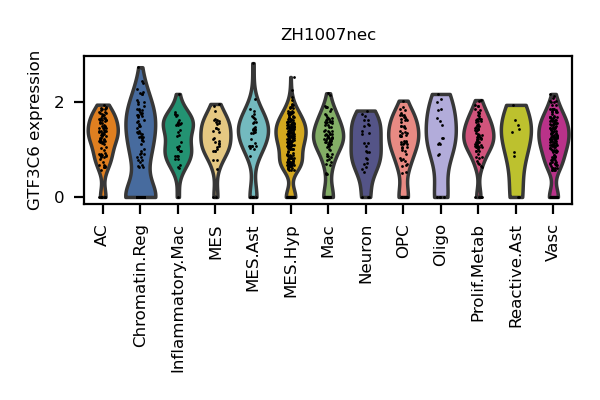 ZH1007nec
GTF3C6 expression
2
0
AC
Chromatin.Reg
Inflammatory.Mac
MES
MES.Ast
MES.Hyp
Mac
Neuron
OPC
Oligo
Prolif.Metab
Reactive.Ast
Vasc